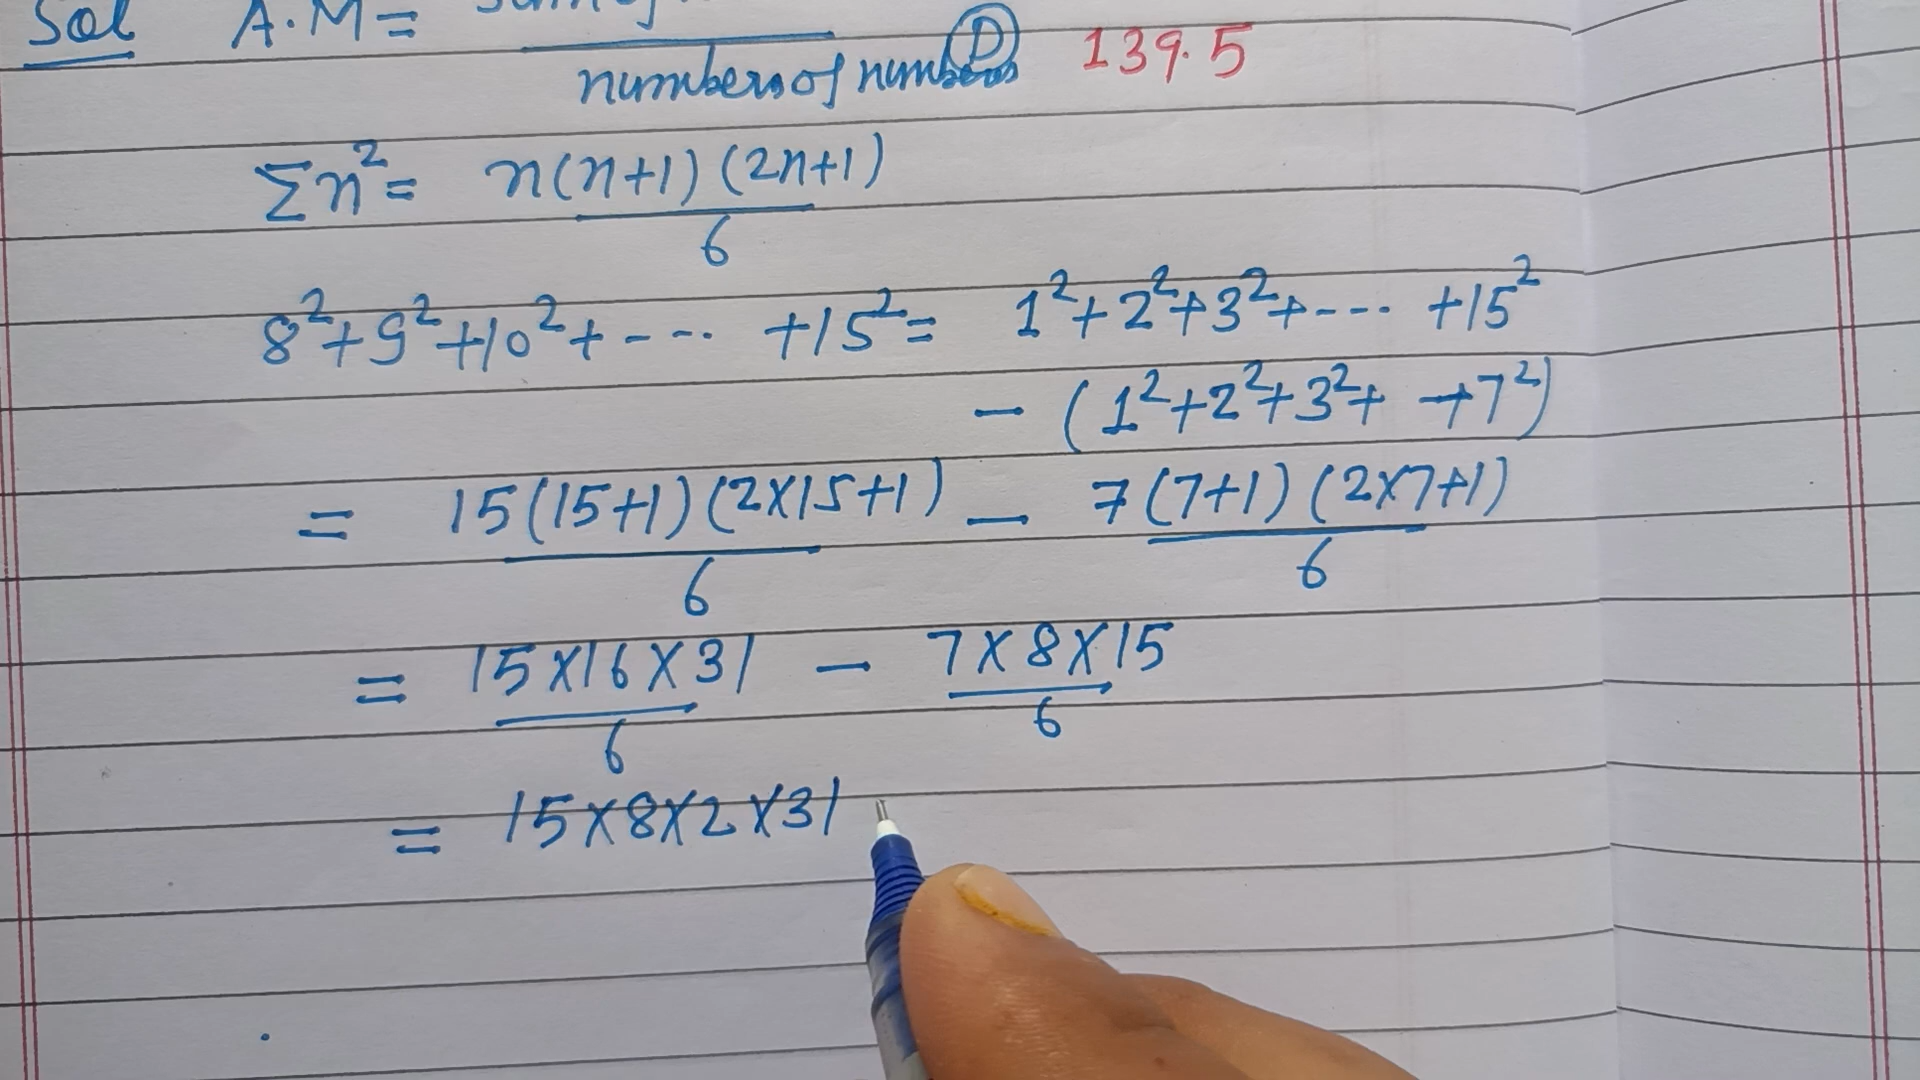 Sol A.M =
numbers of numbers D 139.5
Σn² = n(n+1)(2n+1)
6
8²+9²+10²+---- +15² = 1²+2²+3²+---- +15²
- (1²+2²+3²+ -+7²)
= 15(15+1)(2×15+1) - 7(7+1)(2×7+1)
6 6
= 15×16×31 - 7×8×15
6 6
= 15×8×2×31